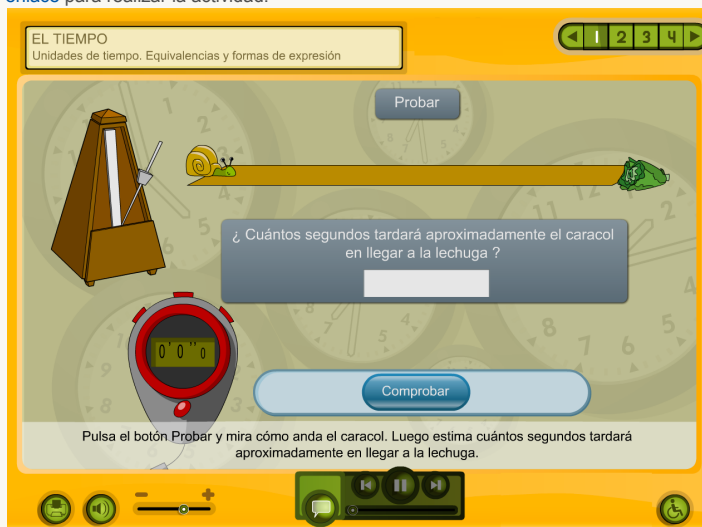 enlace para realizar la actividad.
EL TIEMPO
Unidades de tiempo. Equivalencias y formas de expresión
1 2 3 4
Probar
¿ Cuántos segundos tardará aproximadamente el caracol
en llegar a la lechuga ?
0' 0 "0
Comprobar
Pulsa el botón Probar y mira cómo anda el caracol. Luego estima cuántos segundos tardará
aproximadamente en llegar a la lechuga.